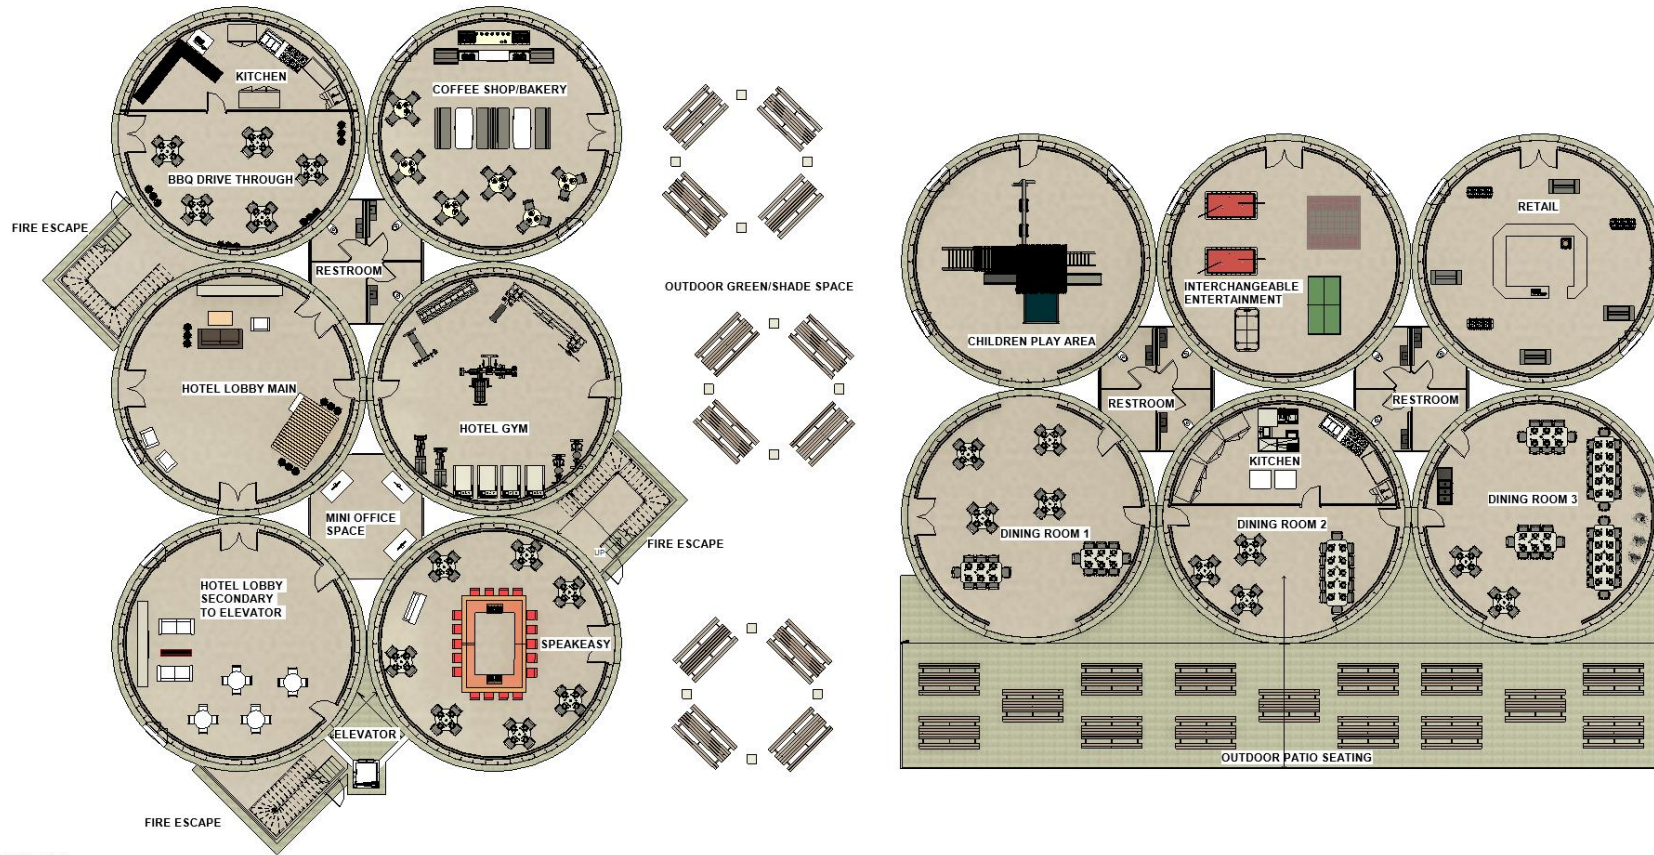 KITCHEN
COFFEE SHOP/BAKERY
BBQ DRIVE THROUGH
FIRE ESCAPE
RESTROOM
OUTDOOR GREEN/SHADE SPACE
HOTEL LOBBY MAIN
HOTEL GYM
MINI OFFICE
SPACE
UP
FIRE ESCAPE
HOTEL LOBBY
SECONDARY
TO ELEVATOR
SPEAKEASY
ELEVATOR
FIRE ESCAPE
RETAIL
INTERCHANGEABLE
ENTERTAINMENT
CHILDREN PLAY AREA
RESTROOM
RESTROOM
KITCHEN
DINING ROOM 1
DINING ROOM 2
DINING ROOM 3
OUTDOOR PATIO SEATING